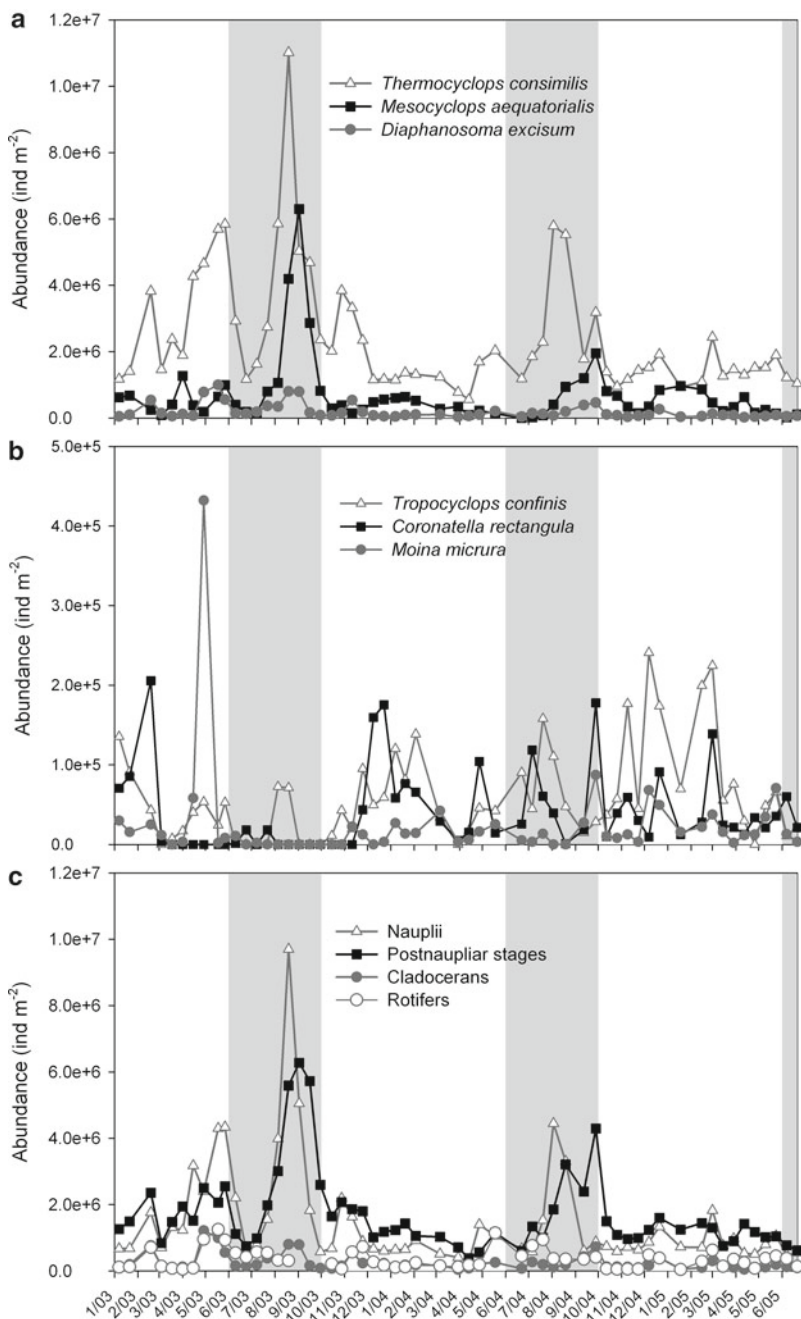 a
1.2e+7
1.0e+7
8.0e+6
6.0e+6
4.0e+6
2.0e+6
0.0
Abundance (ind m-2)
Thermocyclops consimilis
Mesocyclops aequatorialis
Diaphanosoma excisum
b
5.0e+5
4.0e+5
3.0e+5
2.0e+5
1.0e+5
0.0
Abundance (ind m-2)
Tropocyclops confinis
Coronatella rectangula
Moina micrura
c
1.2e+7
1.0e+7
8.0e+6
6.0e+6
4.0e+6
2.0e+6
0.0
Abundance (ind m-2)
Nauplii
Postnaupliar stages
Cladocerans
Rotifers
1/03
2/03
3/03
4/03
5/03
6/03
7/03
8/03
9/03
10/03
11/03
12/03
1/04
2/04
3/04
4/04
5/04
6/04
7/04
8/04
9/04
10/04
11/04
12/04
1/05
2/05
3/05
4/05
5/05
6/05